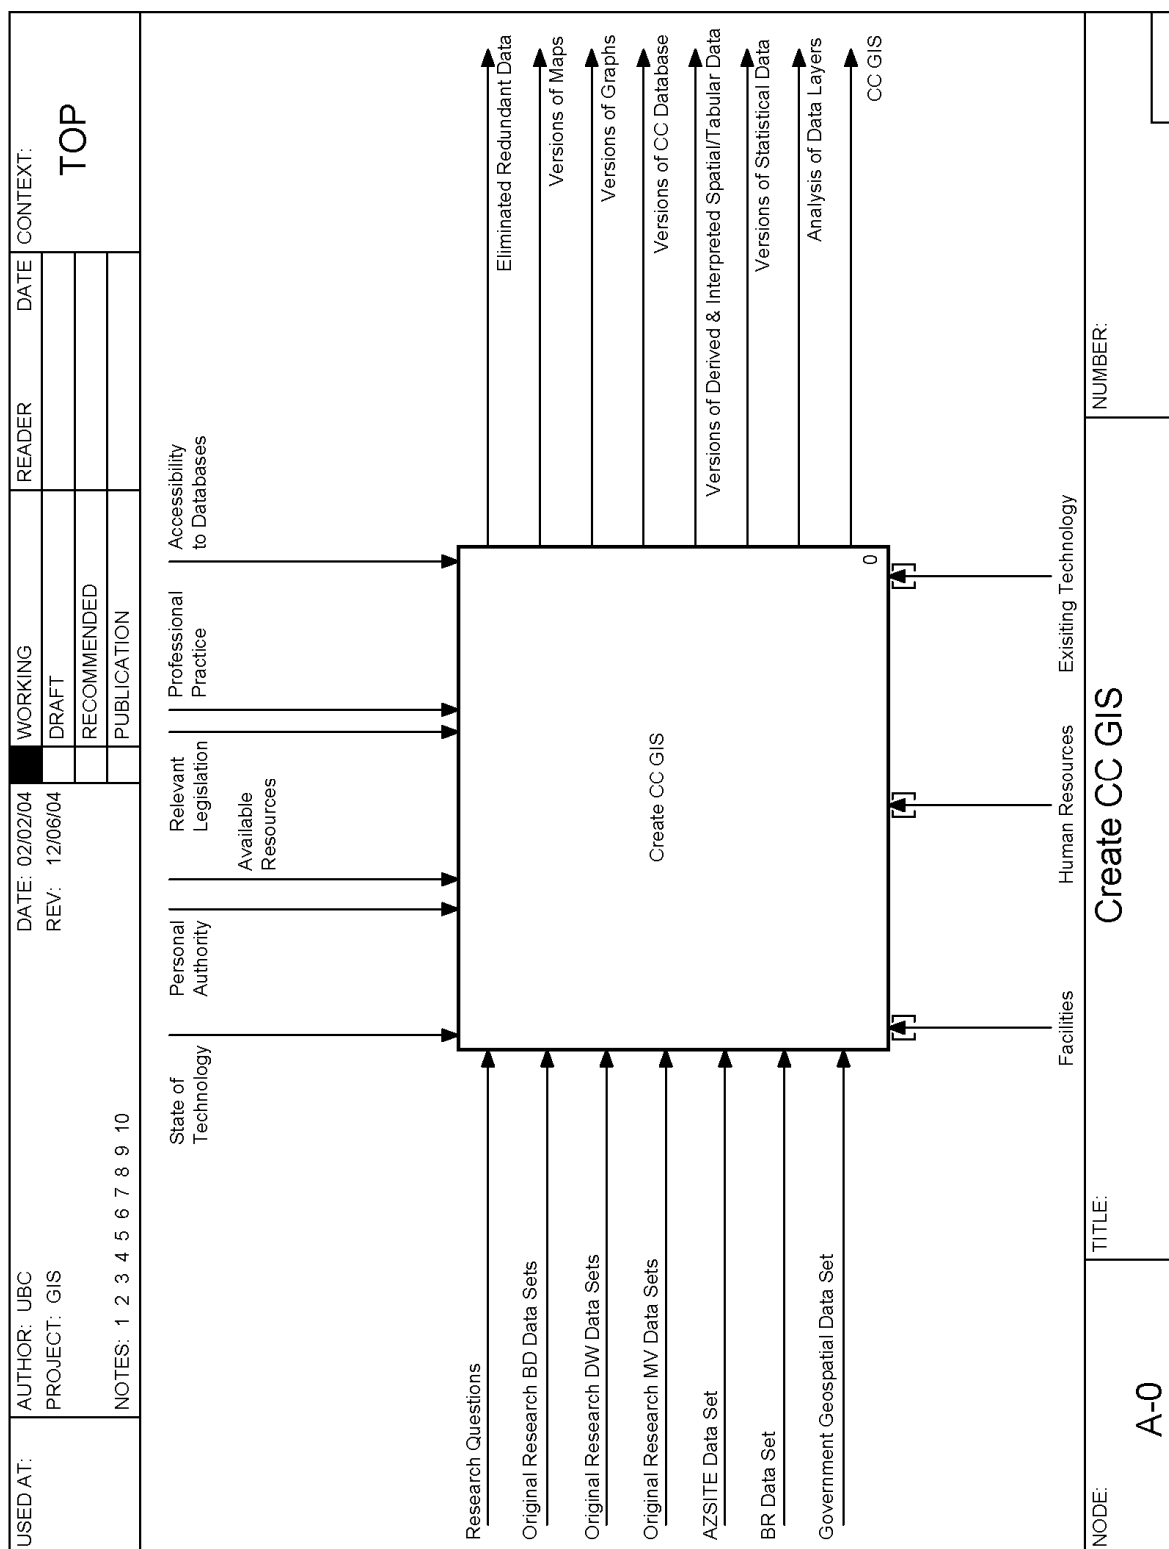 USED AT:
AUTHOR: UBC
PROJECT: GIS
NOTES: 1 2 3 4 5 6 7 8 9 10
DATE: 02/02/04
REV: 12/06/04
WORKING
DRAFT
RECOMMENDED
PUBLICATION
READER
DATE
CONTEXT:
TOP
State of
Technology
Personal
Authority
Available
Resources
Relevant
Legislation
Professional
Practice
Accessibility
to Databases
Research Questions
Original Research BD Data Sets
Original Research DW Data Sets
Original Research MV Data Sets
AZSITE Data Set
BR Data Set
Government Geospatial Data Set
Create CC GIS
0
Eliminated Redundant Data
Versions of Maps
Versions of Graphs
Versions of CC Database
Versions of Derived & Interpreted Spatial/Tabular Data
Versions of Statistical Data
Analysis of Data Layers
CC GIS
Facilities
Human Resources
Exisiting Technology
NODE:
A-0
TITLE:
Create CC GIS
NUMBER: